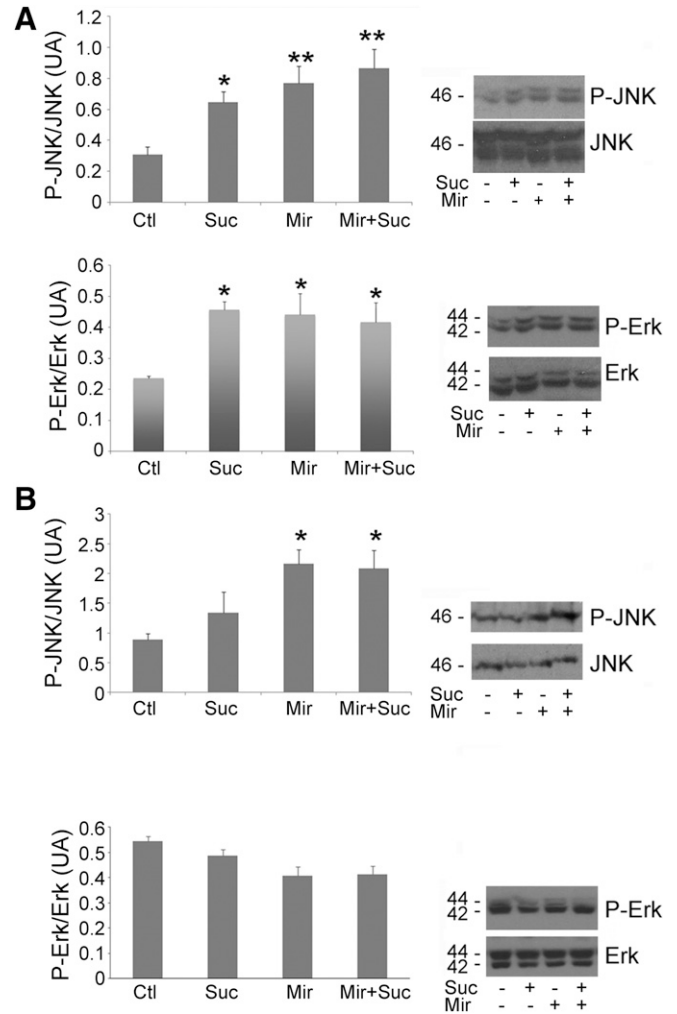 A
P-JNK/JNK (UA)
1.2
1.0
0.8
0.6
0.4
0.2
0
*
**
**
Ctl Suc Mir Mir+Suc
46 - P-JNK
46 - JNK
Suc - + - +
Mir - - + +
P-Erk/Erk (UA)
0.6
0.5
0.4
0.3
0.2
0.1
0
*
*
*
Ctl Suc Mir Mir+Suc
44 -
42 -
P-Erk
44 -
42 -
Erk
Suc - + - +
Mir - - + +
B
P-JNK/JNK (UA)
3
2.5
2
1.5
1
0.5
0
*
*
Ctl Suc Mir Mir+Suc
46 - P-JNK
46 - JNK
Suc - + - +
Mir - - + +
P-Erk/Erk (UA)
0.6
0.5
0.4
0.3
0.2
0.1
0
Ctl Suc Mir Mir+Suc
44 -
42 -
P-Erk
44 -
42 -
Erk
Suc - + - +
Mir - - + +